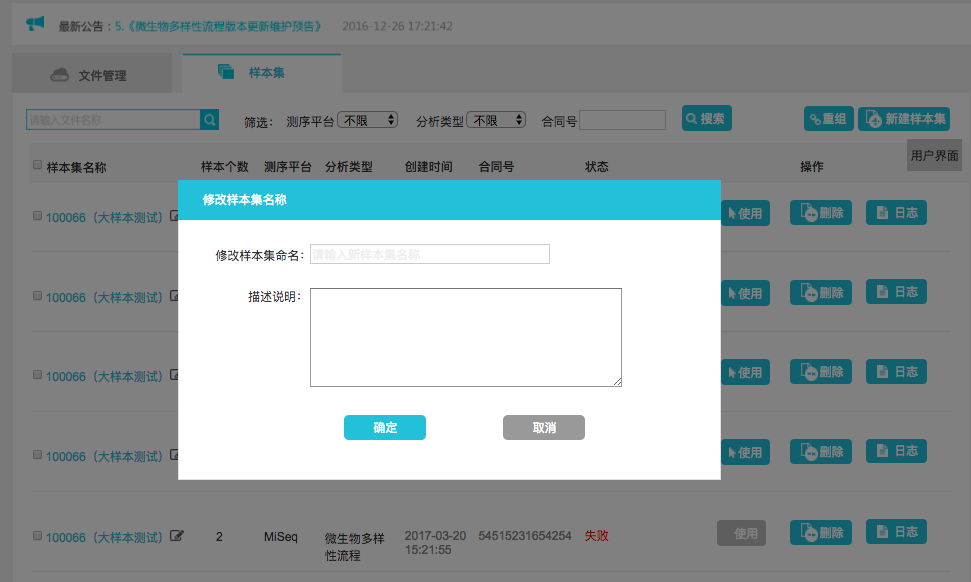 最新公告：5.《微生物多样性流程版本更新维护预告》 2016-12-26 17:21:42
文件管理 样本集
请输入文件名称 筛选： 测序平台 不限 分析类型 不限 合同号 搜索 重组 新建样本集
用户界面
样本集名称 样本个数 测序平台 分析类型 创建时间 合同号 状态 操作
修改样本集名称
100066（大样本测试） 使用 删除 日志
修改样本集命名： 请输入新样本集名称
描述说明：
100066（大样本测试） 使用 删除 日志
100066（大样本测试） 使用 删除 日志
确定 取消
100066（大样本测试） 使用 删除 日志
100066（大样本测试） 2 MiSeq 微生物多样 2017-03-20 54515231654254 失败 使用 删除 日志
性流程 15:21:55